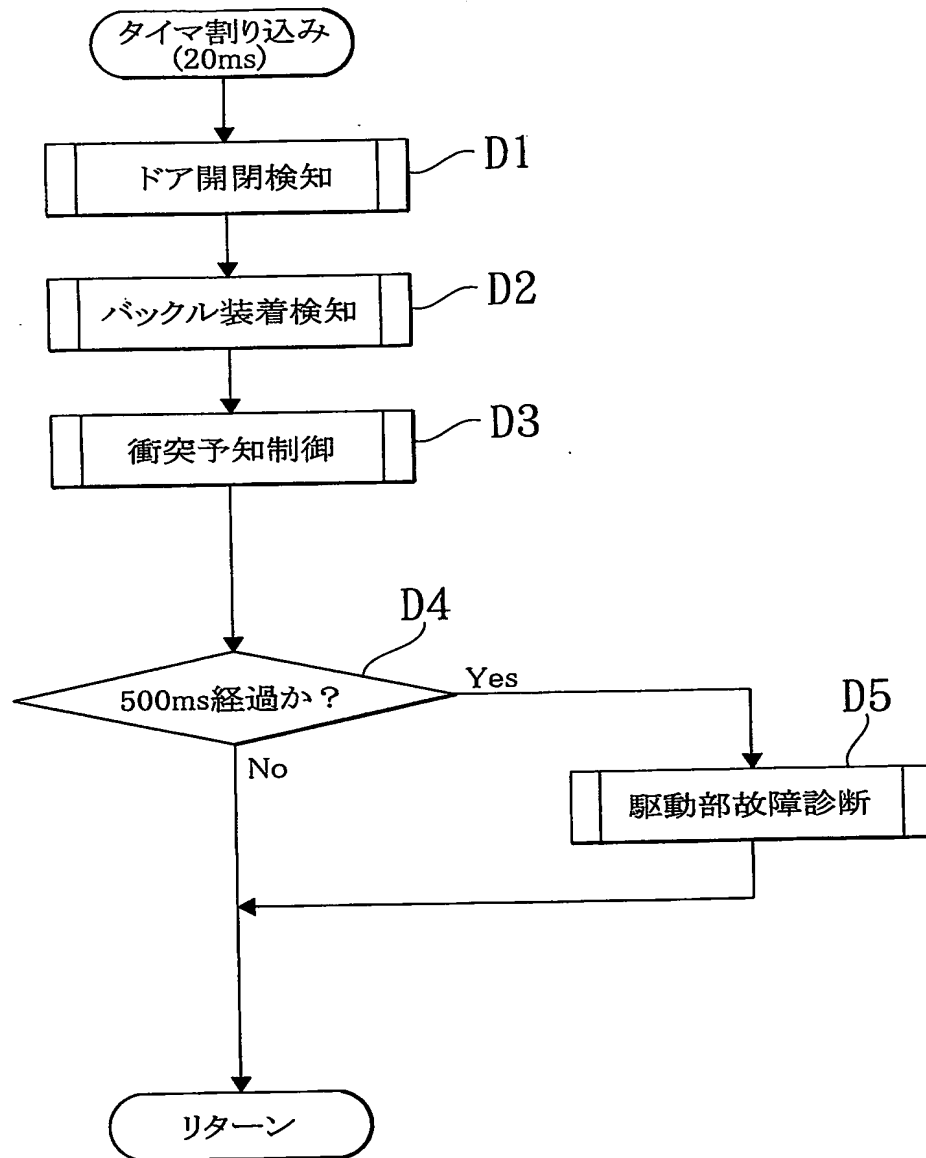 タイマ割り込み
(20ms)
ドア開閉検知
D1
バックル装着検知
D2
衝突予知制御
D3
D4
500ms経過か？
Yes
No
D5
駆動部故障診断
リターン